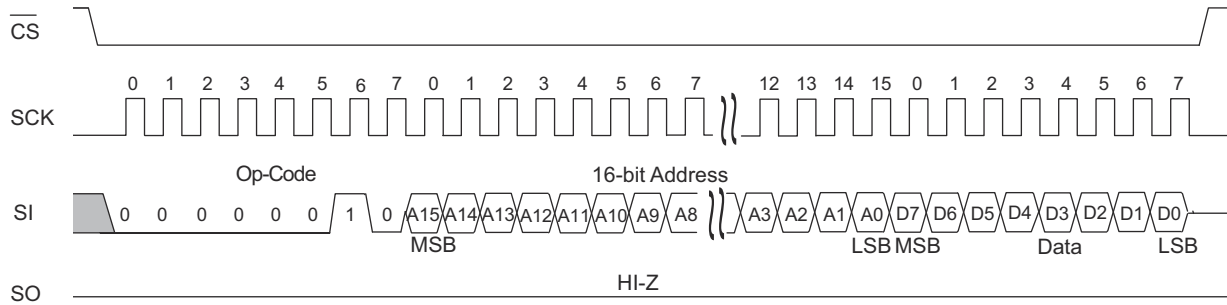 CS
0 1 2 3 4 5 6 7 0 1 2 3 4 5 6 7 12 13 14 15 0 1 2 3 4 5 6 7
SCK
Op-Code 16-bit Address
SI 0 0 0 0 0 0 1 0 A15 A14 A13 A12 A11 A10 A9 A8 A3 A2 A1 A0 D7 D6 D5 D4 D3 D2 D1 D0
MSB LSB MSB Data LSB
HI-Z
SO